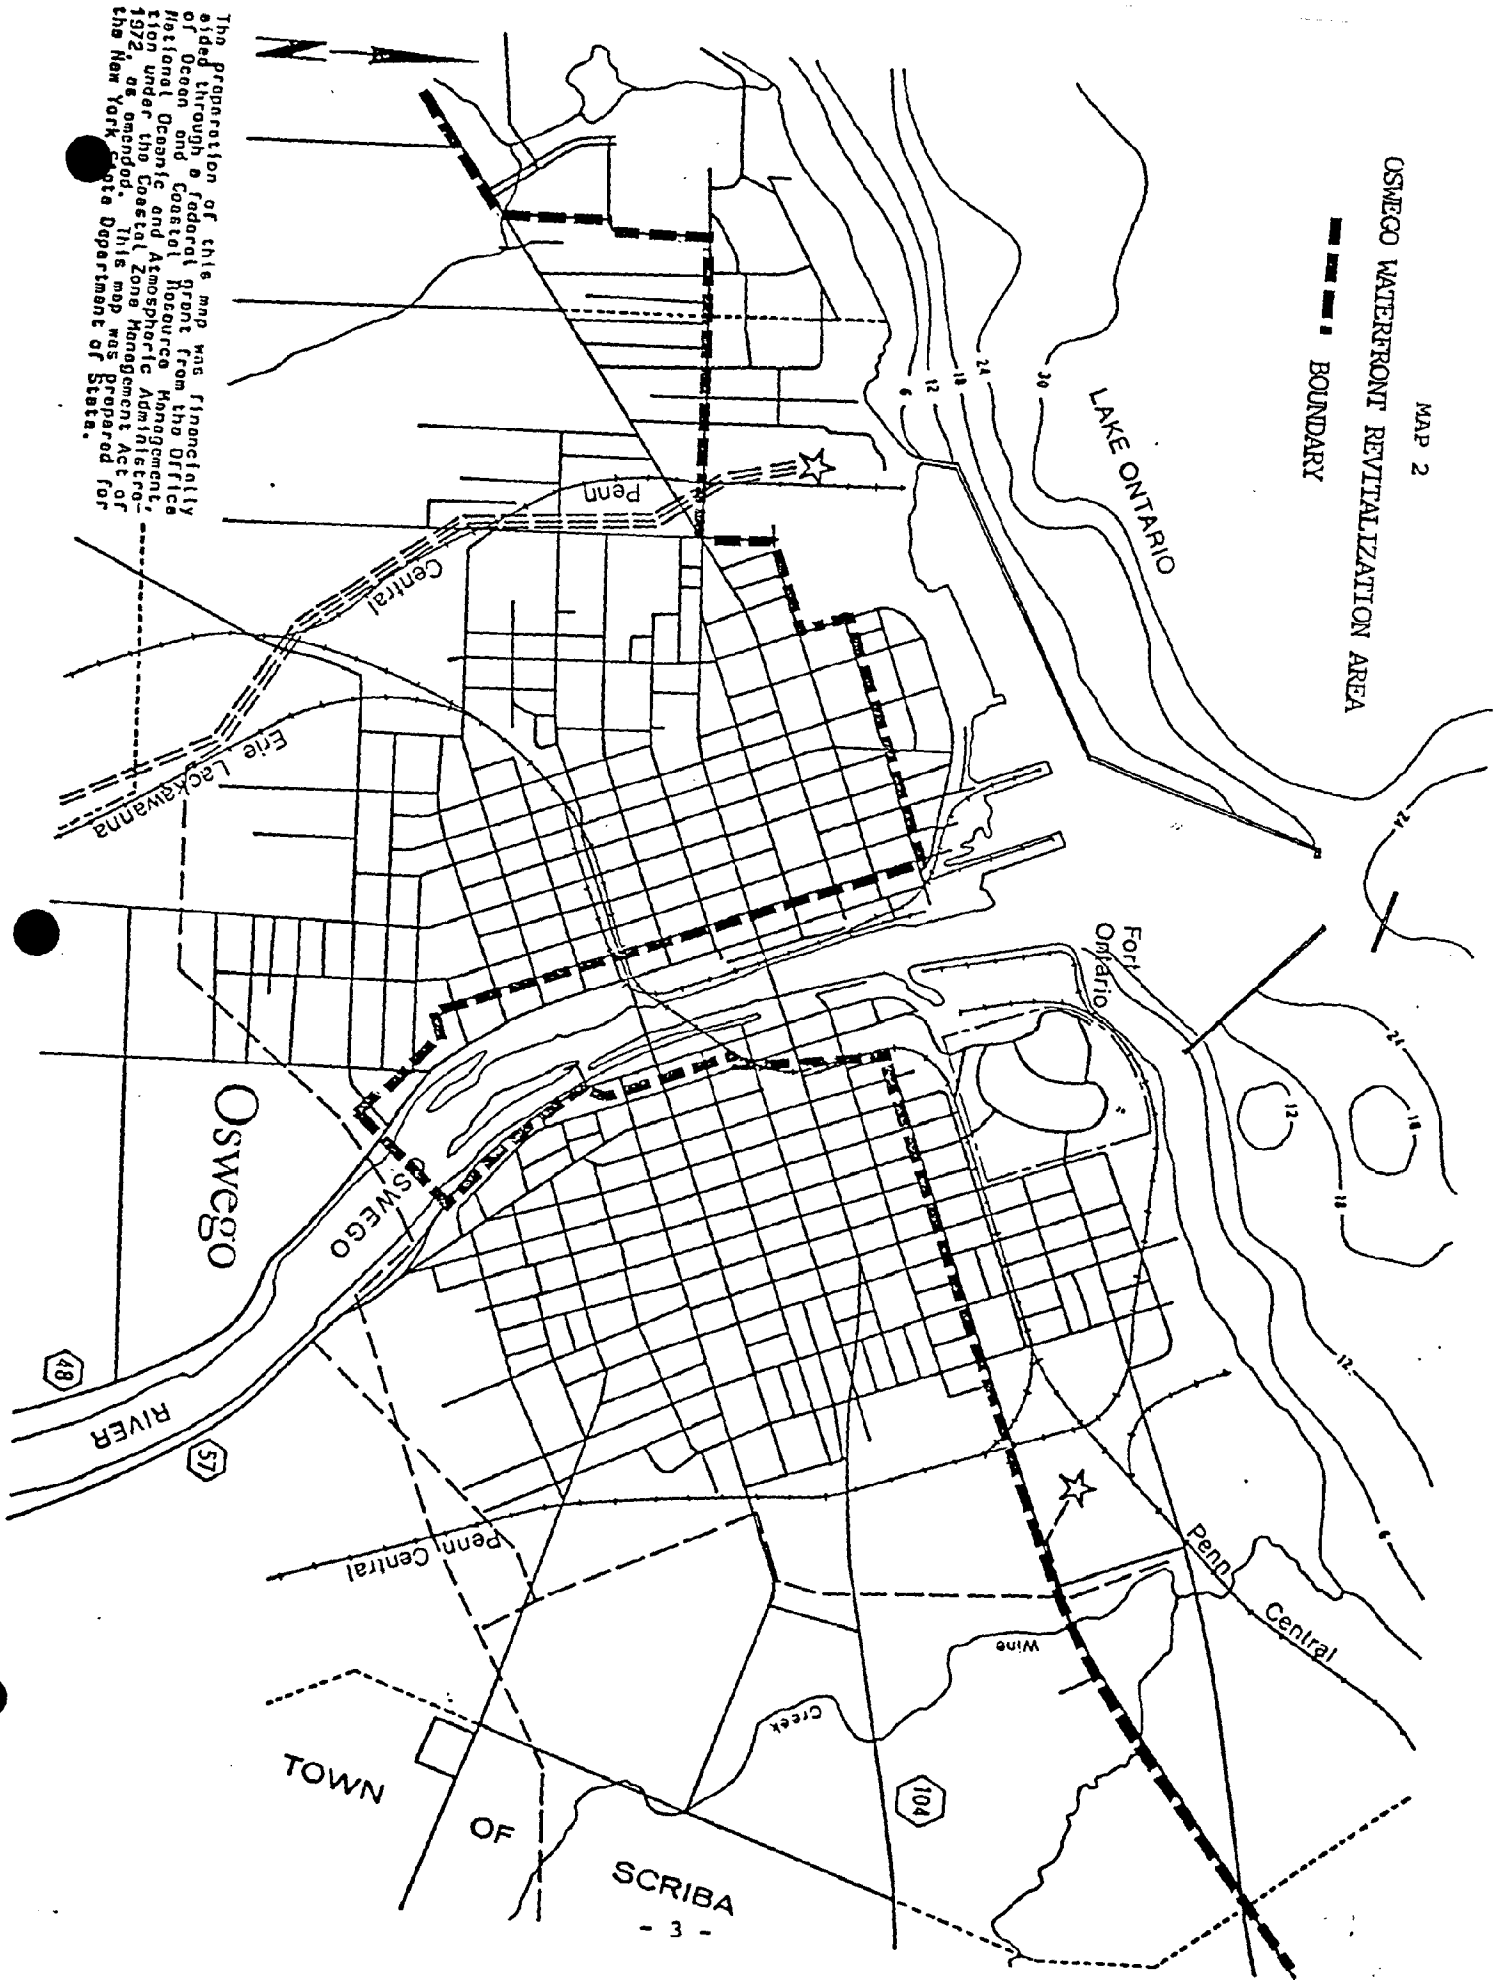 MAP 2
OSWEGO WATERFRONT REVITALIZATION AREA
BOUNDARY
LAKE ONTARIO
30
24
18
12
6
24
24
12
18
18
12
6
Fort
Ontario
Penn
Central
Erie Lackawanna
Oswego
OSWEGO
RIVER
48
57
Penn Central
Penn
Central
Wine
Creek
104
TOWN
OF
SCRIBA
N
The preparation of this map was financially
aided through a federal grant from the Office
of Ocean and Coastal Resource Management,
National Oceanic and Atmospheric Administra-
tion under the Coastal Zone Management Act of
1972, as amended. This map was prepared for
the New York State Department of State.
- 3 -